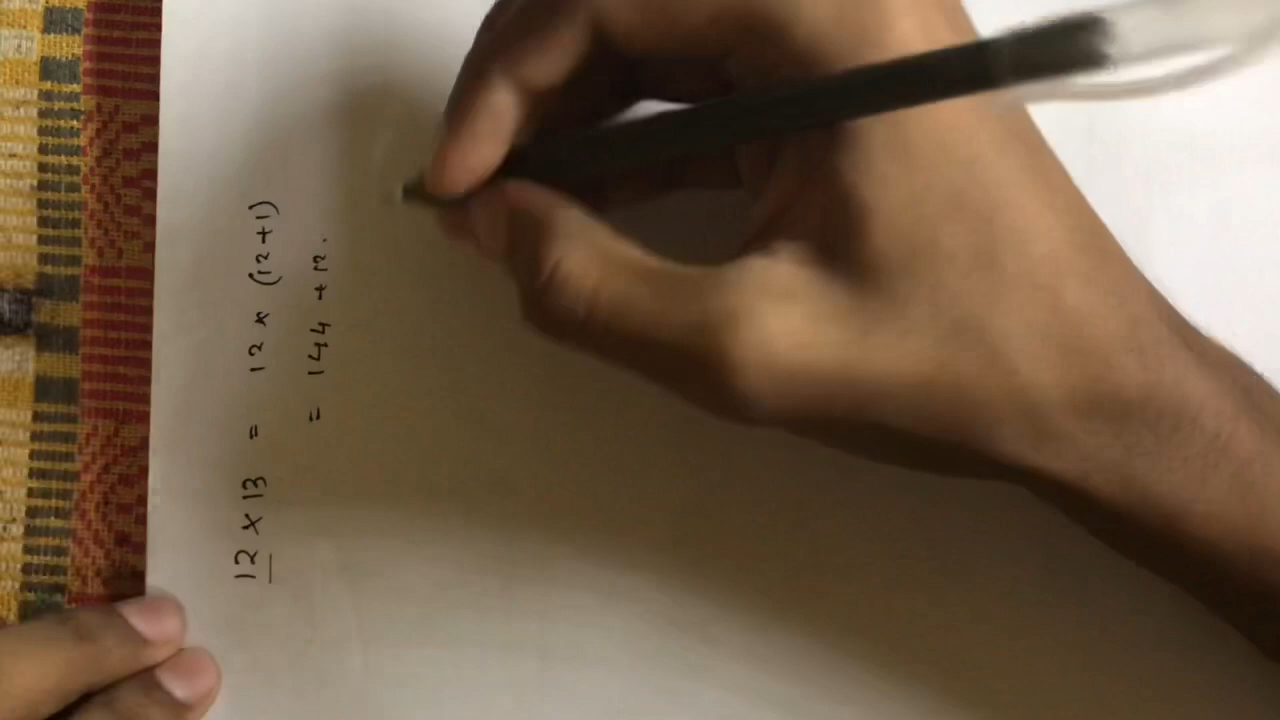 12 × 13 = 12 × (12+1)
= 144 + 12.